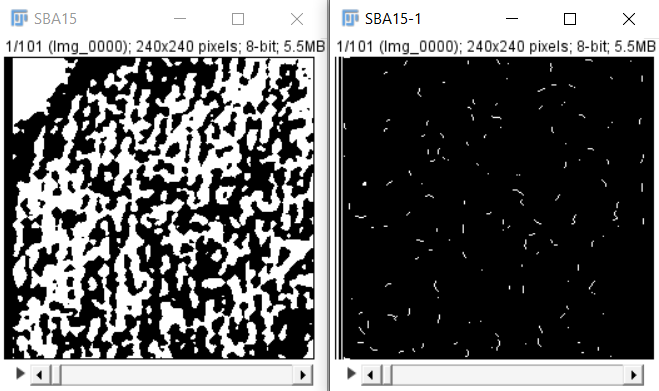 SBA15
1/101 (Img_0000); 240x240 pixels; 8-bit; 5.5MB
SBA15-1
1/101 (Img_0000); 240x240 pixels; 8-bit; 5.5MB